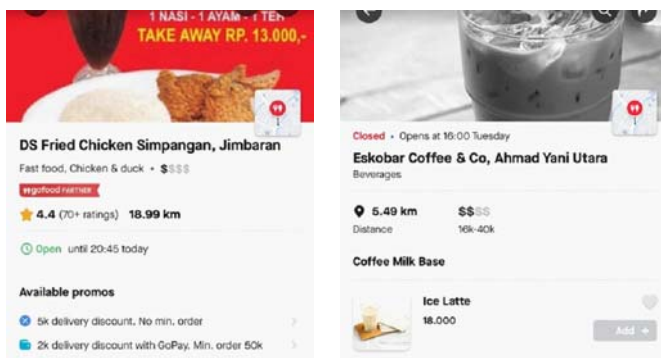 1 NASI - 1 AYAM - 1 TEH
TAKE AWAY RP. 13.000,-
DS Fried Chicken Simpangan, Jimbaran
Fast food, Chicken & duck • $$$$
gofood PARTNER
4.4 (70+ ratings) 18.99 km
Open until 20:45 today
Available promos
5k delivery discount. No min. order
2k delivery discount with GoPay. Min. order 50k
Closed • Opens at 16:00 Tuesday
Eskobar Coffee & Co, Ahmad Yani Utara
Beverages
5.49 km $$$$
Distance 16k-40k
Coffee Milk Base
Ice Latte
18.000
Add +